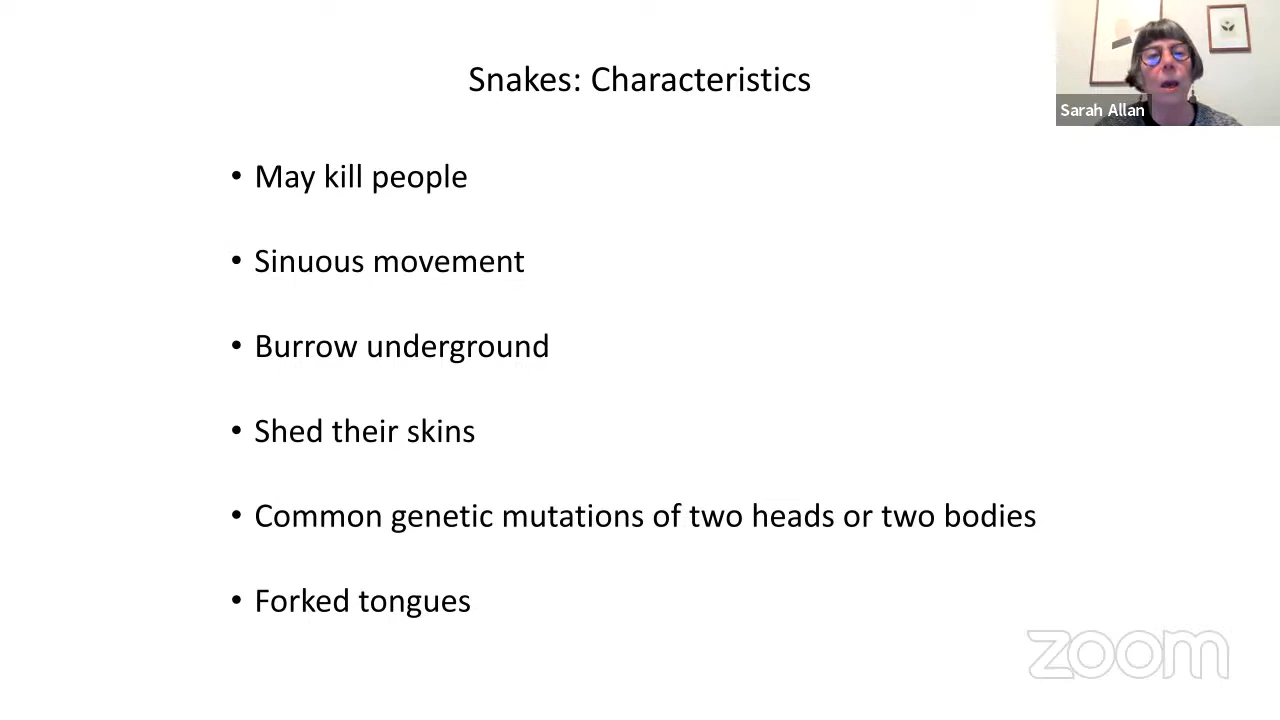 Snakes: Characteristics
Sarah Allan
• May kill people
• Sinuous movement
• Burrow underground
• Shed their skins
• Common genetic mutations of two heads or two bodies
• Forked tongues
zoom